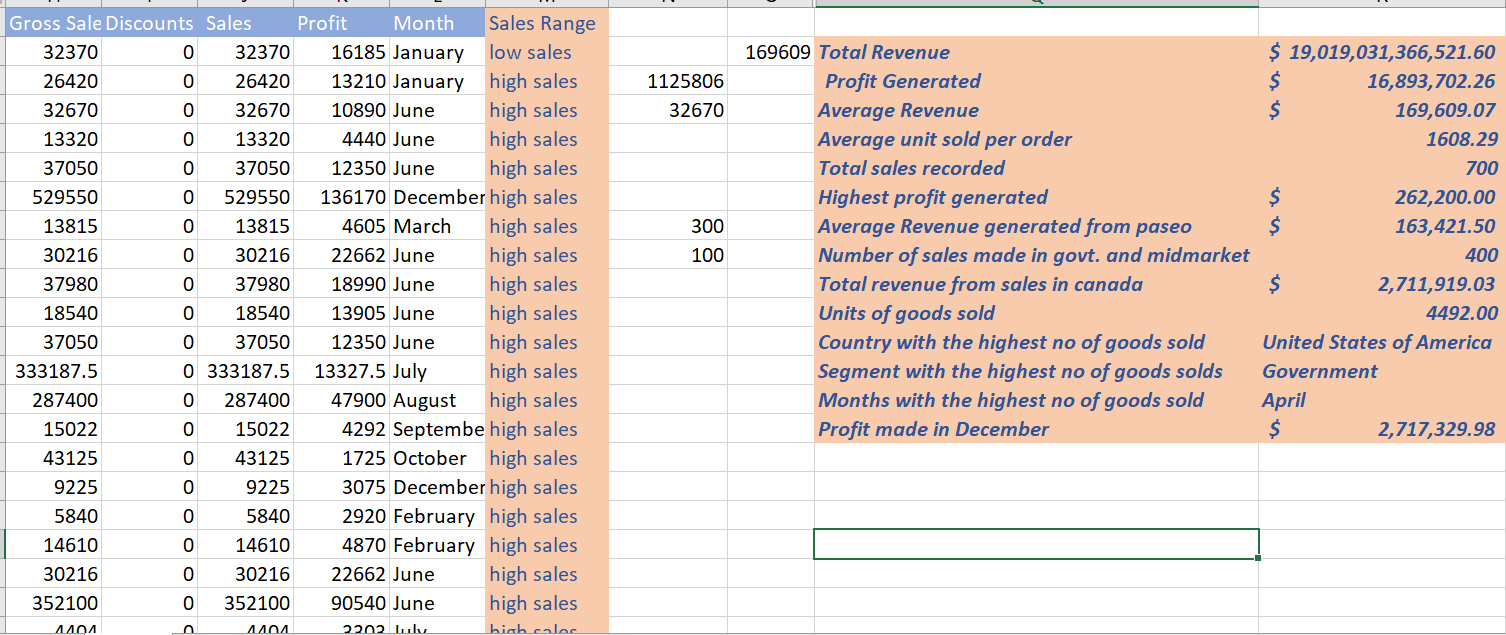 Gross Sale Discounts Sales Profit Month Sales Range
32370 0 32370 16185 January low sales 169609 Total Revenue $ 19,019,031,366,521.60
26420 0 26420 13210 January high sales 1125806 Profit Generated $ 16,893,702.26
32670 0 32670 10890 June high sales 32670 Average Revenue $ 169,609.07
13320 0 13320 4440 June high sales Average unit sold per order 1608.29
37050 0 37050 12350 June high sales Total sales recorded 700
529550 0 529550 136170 December high sales Highest profit generated $ 262,200.00
13815 0 13815 4605 March high sales 300 Average Revenue generated from paseo $ 163,421.50
30216 0 30216 22662 June high sales 100 Number of sales made in govt. and midmarket 400
37980 0 37980 18990 June high sales Total revenue from sales in canada $ 2,711,919.03
18540 0 18540 13905 June high sales Units of goods sold 4492.00
37050 0 37050 12350 June high sales Country with the highest no of goods sold United States of America
333187.5 0 333187.5 13327.5 July high sales Segment with the highest no of goods solds Government
287400 0 287400 47900 August high sales Months with the highest no of goods sold April
15022 0 15022 4292 Septembe high sales Profit made in December $ 2,717,329.98
43125 0 43125 1725 October high sales
9225 0 9225 3075 December high sales
5840 0 5840 2920 February high sales
14610 0 14610 4870 February high sales
30216 0 30216 22662 June high sales
352100 0 352100 90540 June high sales
4404 0 4404 3303 July high sales